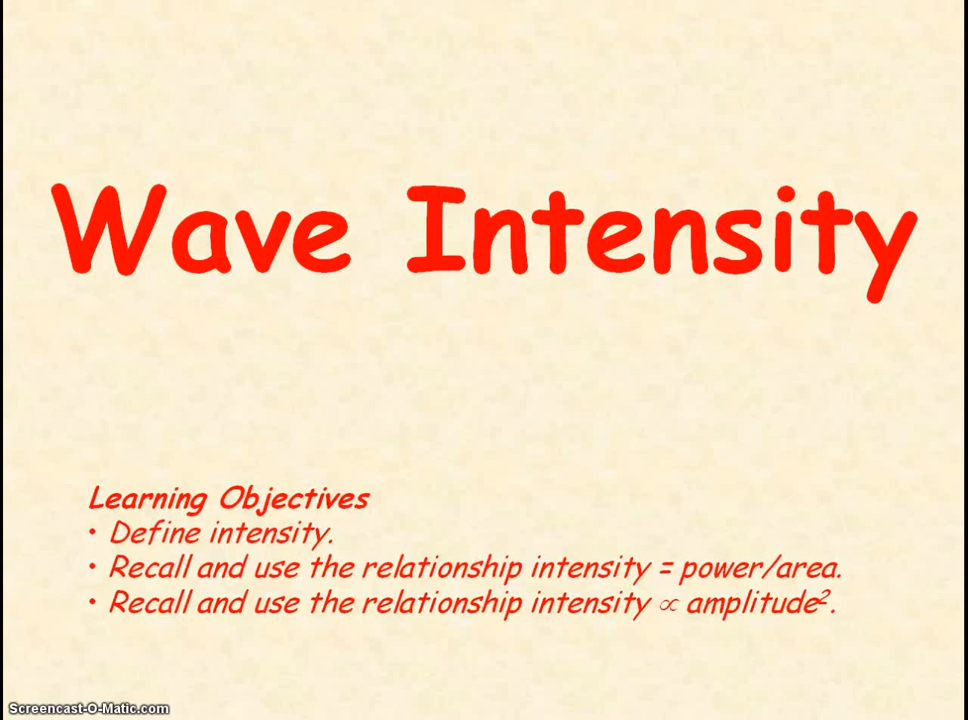 Wave Intensity
Learning Objectives
• Define intensity.
• Recall and use the relationship intensity = power/area.
• Recall and use the relationship intensity ∝ amplitude².
Screencast-O-Matic.com